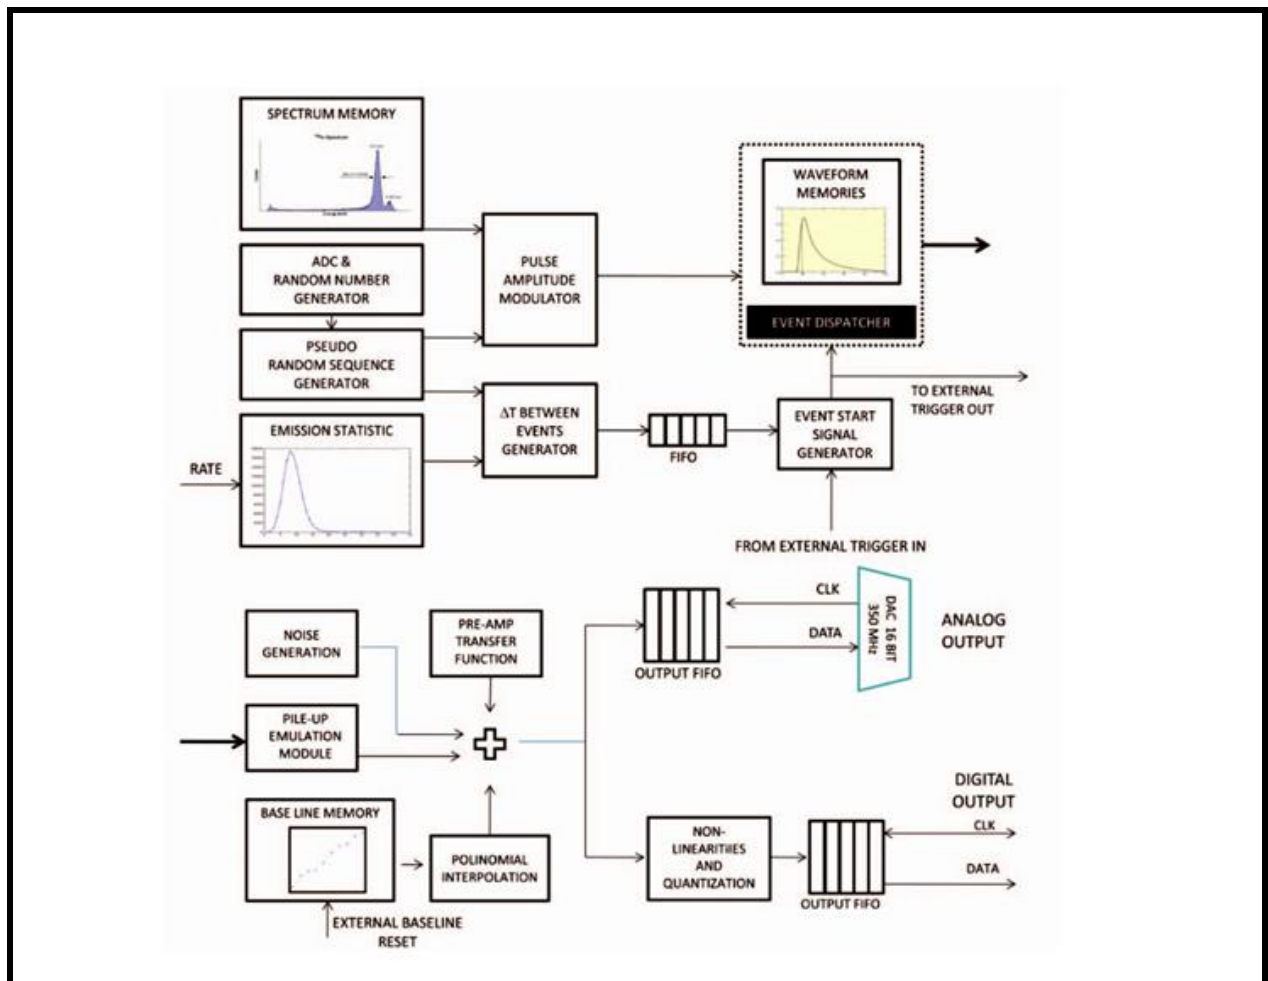 SPECTRUM MEMORY
ADC &
RANDOM NUMBER
GENERATOR
PSEUDO
RANDOM SEQUENCE
GENERATOR
EMISSION STATISTIC
RATE
PULSE
AMPLITUDE
MODULATOR
ΔT BETWEEN
EVENTS
GENERATOR
FIFO
WAVEFORM
MEMORIES
EVENT DISPATCHER
TO EXTERNAL
TRIGGER OUT
EVENT START
SIGNAL
GENERATOR
FROM EXTERNAL TRIGGER IN
NOISE
GENERATION
PRE-AMP
TRANSFER
FUNCTION
PILE-UP
EMULATION
MODULE
BASE LINE MEMORY
POLINOMIAL
INTERPOLATION
EXTERNAL BASELINE
RESET
OUTPUT FIFO
CLK
DATA
DAC 16 BIT
350 MHz
ANALOG
OUTPUT
NON-
LINEARITIIES
AND
QUANTIZATION
OUTPUT FIFO
DIGITAL
OUTPUT
CLK
DATA